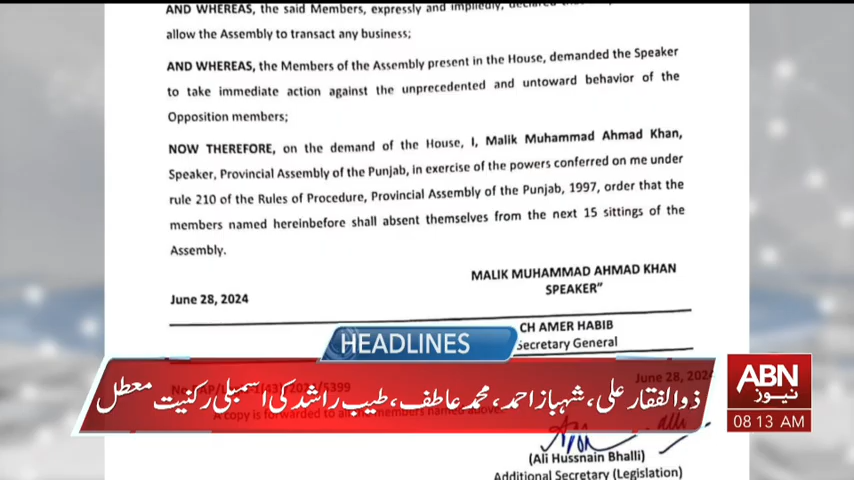 AND WHEREAS, the said Members, expressly and impliedly, declared that
allow the Assembly to transact any business;
AND WHEREAS, the Members of the Assembly present in the House, demanded the Speaker
to take immediate action against the unprecedented and untoward behavior of the
Opposition members;
NOW THEREFORE, on the demand of the House, I, Malik Muhammad Ahmad Khan,
Speaker, Provincial Assembly of the Punjab, in exercise of the powers conferred on me under
rule 210 of the Rules of Procedure, Provincial Assembly of the Punjab, 1997, order that the
members named hereinbefore shall absent themselves from the next 15 sittings of the
Assembly.
MALIK MUHAMMAD AHMAD KHAN
June 28, 2024
SPEAKER”
CH AMER HABIB
Secretary General
HEADLINES
June 28, 2024
ذوالفقار علی، شہباز احمد، محمد عاطف، طیب راشد کی اسمبلی رکنیت معطل
A copy is forwarded to all the members named above.
ABN
نیوز
08:13 AM
(Ali Hussnain Bhalli)
Additional Secretary (Legislation)